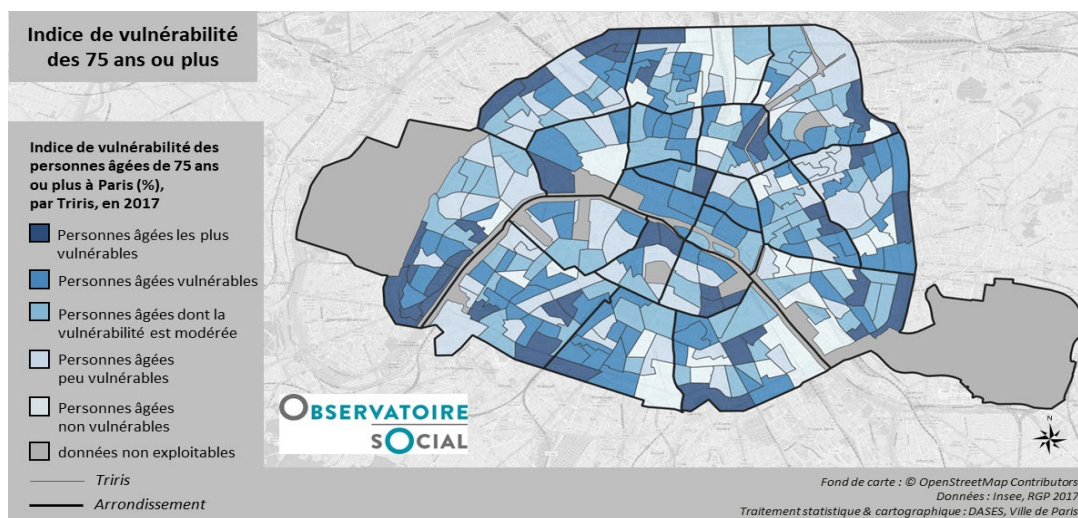 Indice de vulnérabilité
des 75 ans ou plus
Indice de vulnérabilité des
personnes âgées de 75 ans
ou plus à Paris (%),
par Triris, en 2017
Personnes âgées les plus
vulnérables
Personnes âgées vulnérables
Personnes âgées dont la
vulnérabilité est modérée
Personnes âgées
peu vulnérables
Personnes âgées
non vulnérables
données non exploitables
Triris
Arrondissement
OBSERVATOIRE
SOCIAL
N
Fond de carte : © OpenStreetMap Contributors
Données : Insee, RGP 2017
Traitement statistique & cartographique : DASES, Ville de Paris